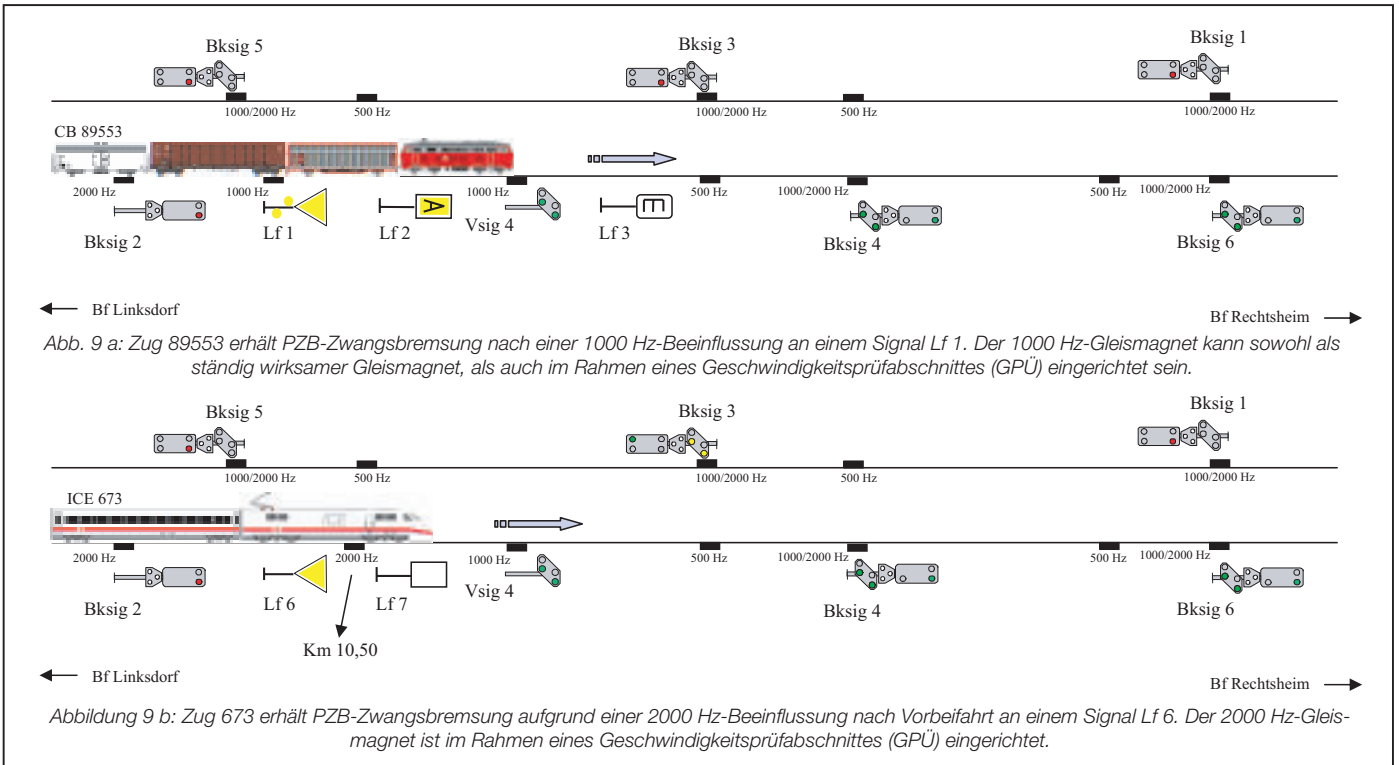 Bksig 5
Bksig 3
Bksig 1
1000/2000 Hz
500 Hz
1000/2000 Hz
500 Hz
1000/2000 Hz
CB 89553
2000 Hz
1000 Hz
1000 Hz
500 Hz
1000/2000 Hz
500 Hz
1000/2000 Hz
A
E
Bksig 2
Lf 1
Lf 2
Vsig 4
Lf 3
Bksig 4
Bksig 6
Bf Linksdorf
Bf Rechtsheim
Abb. 9 a: Zug 89553 erhält PZB-Zwangsbremsung nach einer 1000 Hz-Beeinflussung an einem Signal Lf 1. Der 1000 Hz-Gleismagnet kann sowohl als
ständig wirksamer Gleismagnet, als auch im Rahmen eines Geschwindigkeitsprüfabschnittes (GPÜ) eingerichtet sein.
Bksig 5
Bksig 3
Bksig 1
1000/2000 Hz
500 Hz
1000/2000 Hz
500 Hz
1000/2000 Hz
ICE 673
2000 Hz
2000 Hz
1000 Hz
500 Hz
1000/2000 Hz
500 Hz
1000/2000 Hz
Bksig 2
Lf 6
Lf 7
Vsig 4
Bksig 4
Bksig 6
Km 10,50
Bf Linksdorf
Bf Rechtsheim
Abbildung 9 b: Zug 673 erhält PZB-Zwangsbremsung aufgrund einer 2000 Hz-Beeinflussung nach Vorbeifahrt an einem Signal Lf 6. Der 2000 Hz-Gleis-
magnet ist im Rahmen eines Geschwindigkeitsprüfabschnittes (GPÜ) eingerichtet.